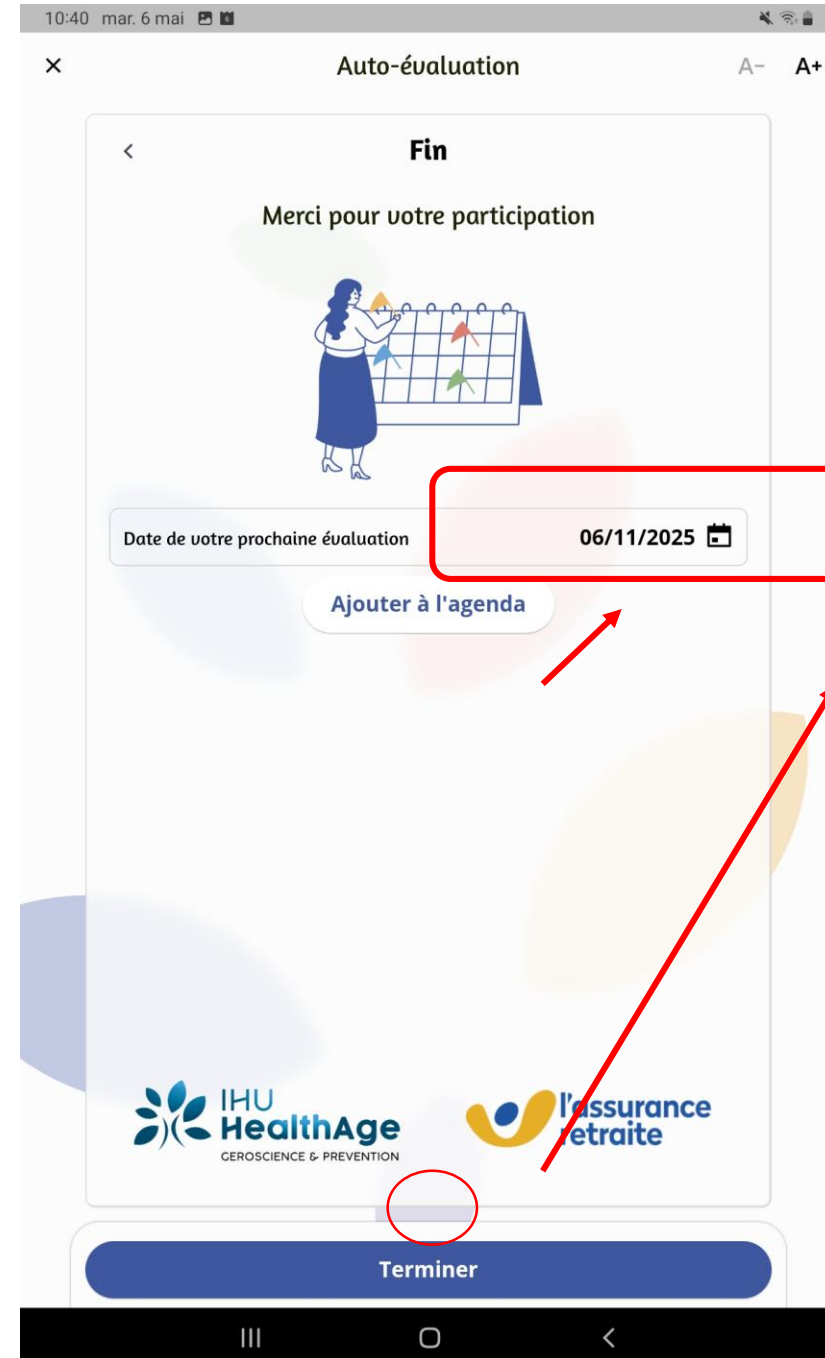 10:40 mar. 6 mai
Auto-évaluation A- A+
Fin
Merci pour votre participation
Date de votre prochaine évaluation 06/11/2025
Ajouter à l'agenda
IHU
HealthAge
GEROSCIENCE & PREVENTION
l'assurance
retraite
Terminer